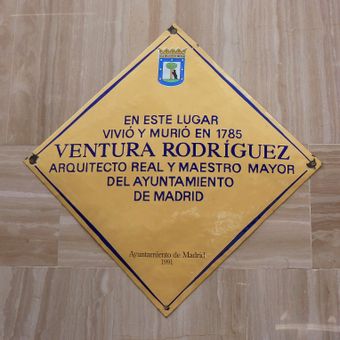 EN ESTE LUGAR
VIVIÓ Y MURIÓ EN 1785
VENTURA RODRÍGUEZ
ARQUITECTO REAL Y MAESTRO MAYOR
DEL AYUNTAMIENTO
DE MADRID
Ayuntamiento de Madrid
1991